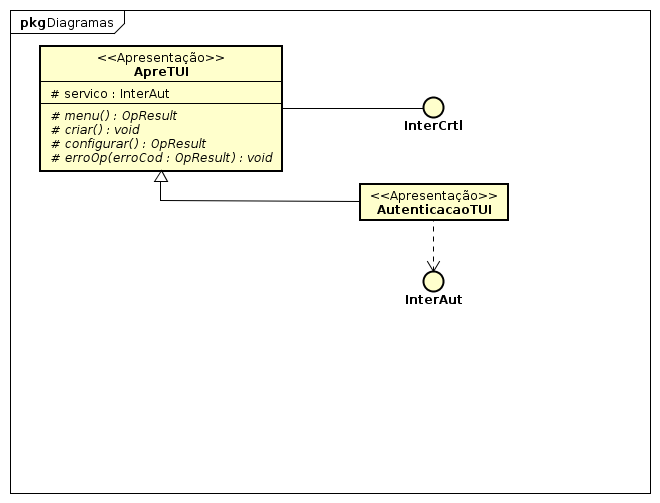 pkg Diagramas
<<Apresentação>>
ApreTUI
# servico : InterAut
# menu() : OpResult
# criar() : void
# configurar() : OpResult
# erroOp(erroCod : OpResult) : void
InterCrtl
<<Apresentação>>
AutenticacaoTUI
InterAut